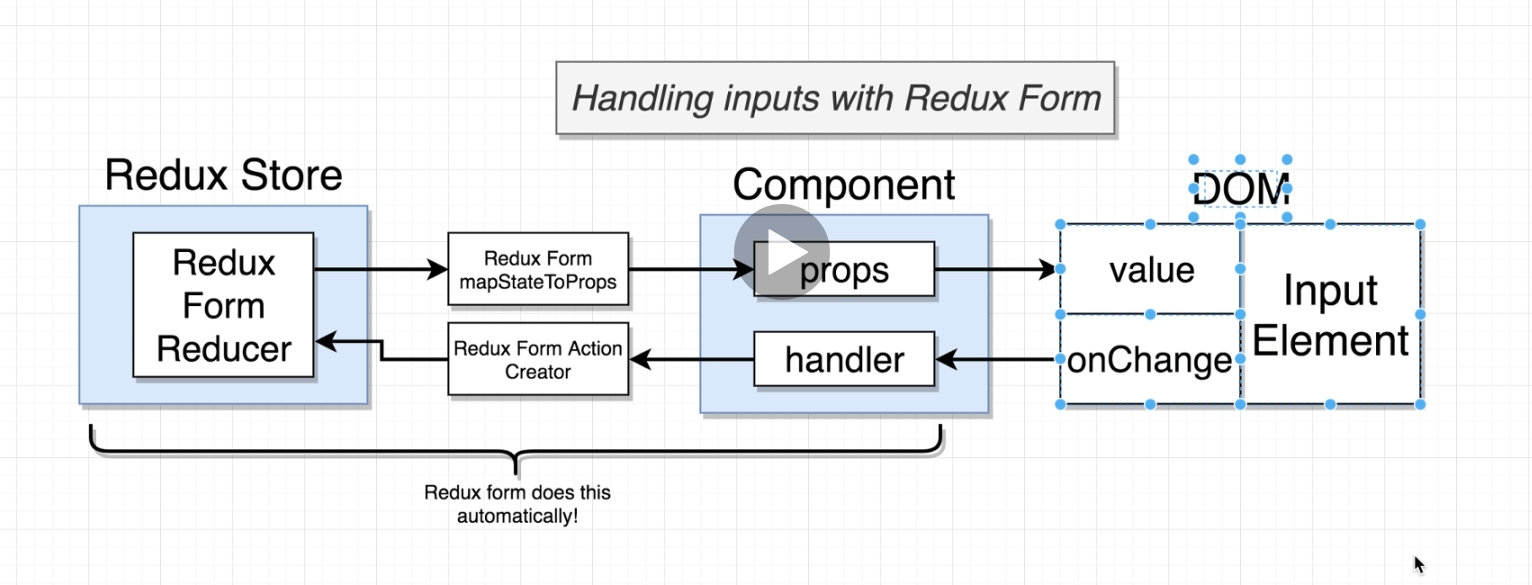 Handling inputs with Redux Form
Redux Store
Component
DOM
Redux
Form
Reducer
Redux Form
mapStateToProps
Redux Form Action
Creator
props
handler
value
onChange
Input
Element
Redux form does this
automatically!